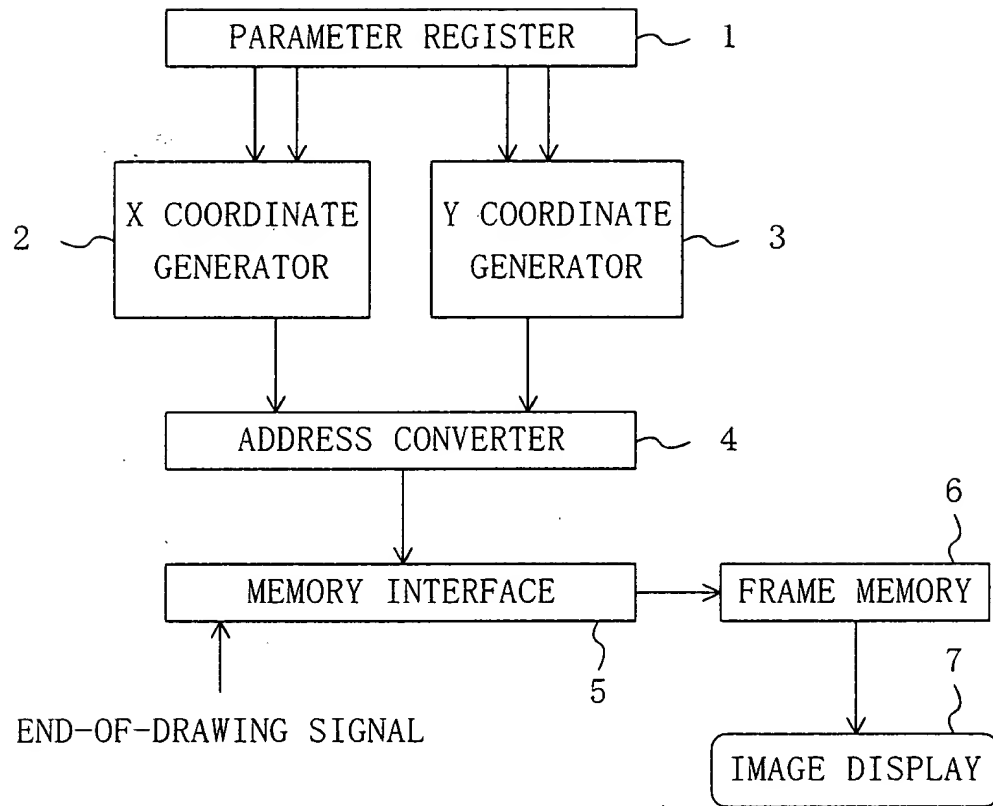 PARAMETER REGISTER
1
X COORDINATE
GENERATOR
2
Y COORDINATE
GENERATOR
3
ADDRESS CONVERTER
4
MEMORY INTERFACE
5
6
FRAME MEMORY
END-OF-DRAWING SIGNAL
7
IMAGE DISPLAY